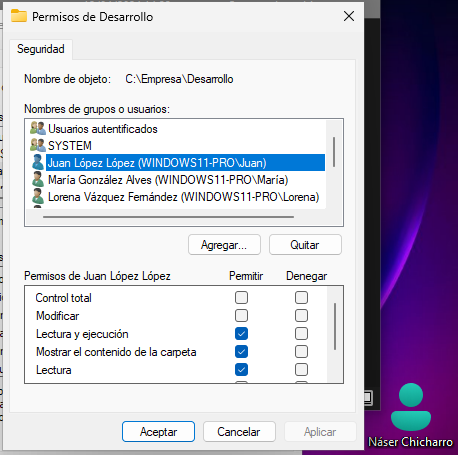 Permisos de Desarrollo
Seguridad
Nombre de objeto: C:\Empresa\Desarrollo
Nombres de grupos o usuarios:
Usuarios autentificados
SYSTEM
Juan López López (WINDOWS11-PRO\Juan)
María González Alves (WINDOWS11-PRO\María)
Lorena Vázquez Fernández (WINDOWS11-PRO\Lorena)
Agregar... Quitar
Permisos de Juan López López Permitir Denegar
Control total
Modificar
Lectura y ejecución
Mostrar el contenido de la carpeta
Lectura
Aceptar Cancelar Aplicar
Náser Chicharro